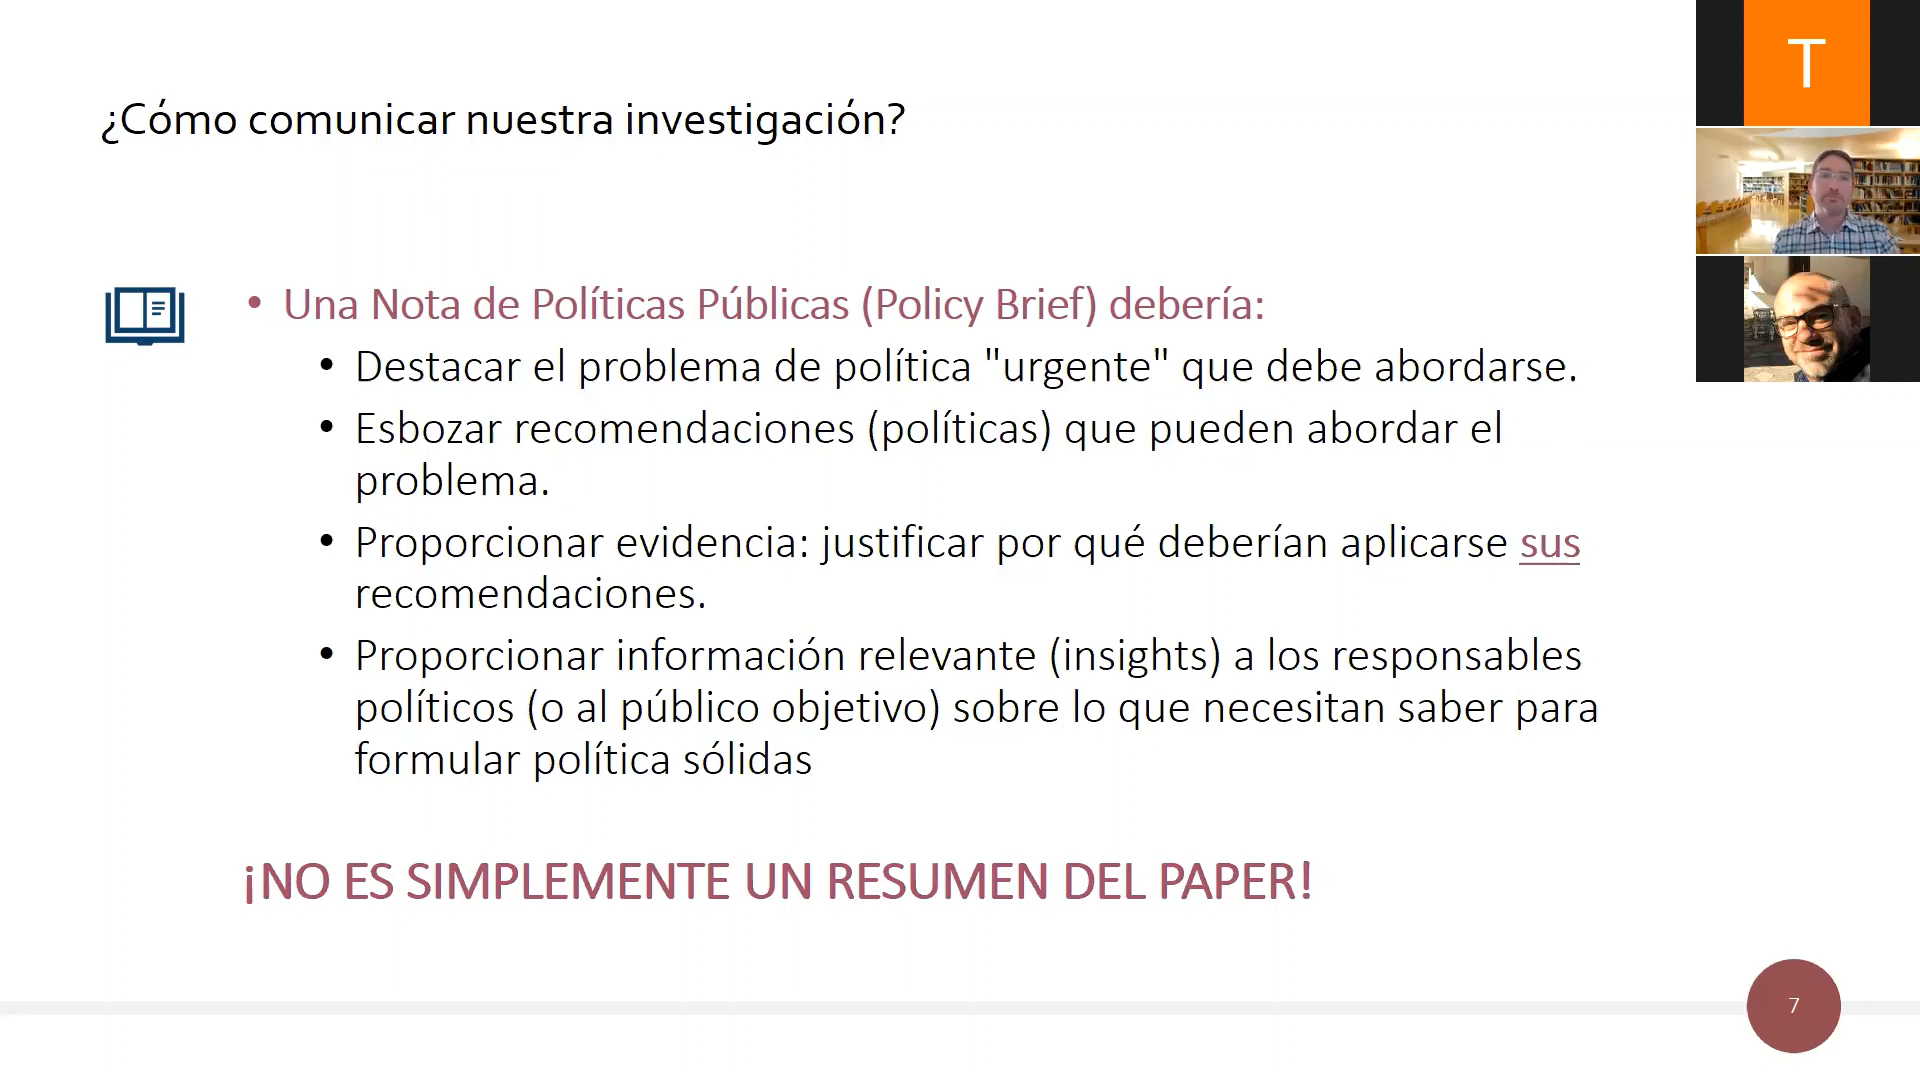 ¿Cómo comunicar nuestra investigación?
T
• Una Nota de Políticas Públicas (Policy Brief) debería:
• Destacar el problema de política "urgente" que debe abordarse.
• Esbozar recomendaciones (políticas) que pueden abordar el
problema.
• Proporcionar evidencia: justificar por qué deberían aplicarse sus
recomendaciones.
• Proporcionar información relevante (insights) a los responsables
políticos (o al público objetivo) sobre lo que necesitan saber para
formular política sólidas
¡NO ES SIMPLEMENTE UN RESUMEN DEL PAPER!
7